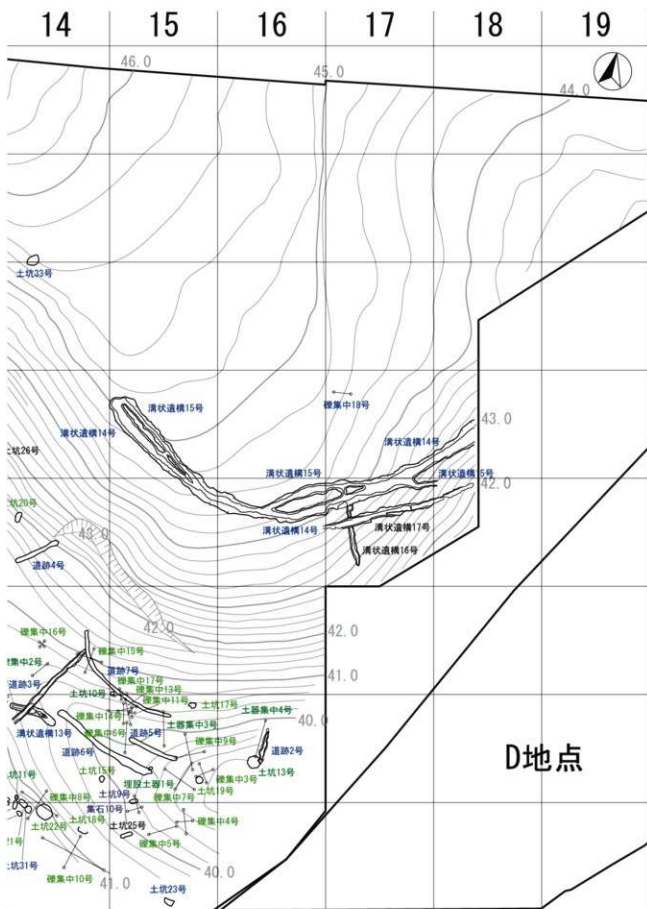 14 15 16 17 18 19
46.0
45.0
44.0
土坑33号
礫集中18号
溝状遺構15号
溝状遺構14号
溝状遺構14号
43.0
土坑26号
溝状遺構15号
溝状遺構15号
42.0
土坑20号
溝状遺構14号
溝状遺構17号
43.0
溝状遺構16号
道跡4号
42.0
42.0
礫集中16号
礫集中15号
集中2号
道跡7号
41.0
道跡3号
礫集中17号
土坑10号
礫集中13号
礫集中11号
土坑17号
礫集中14号
土器集中4号
40.0
溝状遺構13号
礫集中6号
道跡5号
土器集中3号
道跡6号
礫集中9号
道跡2号
D地点
土坑15号
土坑13号
土坑11号
埋設土器1号
礫集中3号
土坑9号
土坑19号
礫集中8号
礫集中7号
集石10号
土坑18号
土坑22号
土坑25号
礫集中4号
21号
礫集中5号
土坑31号
礫集中10号
40.0
41.0
土坑23号